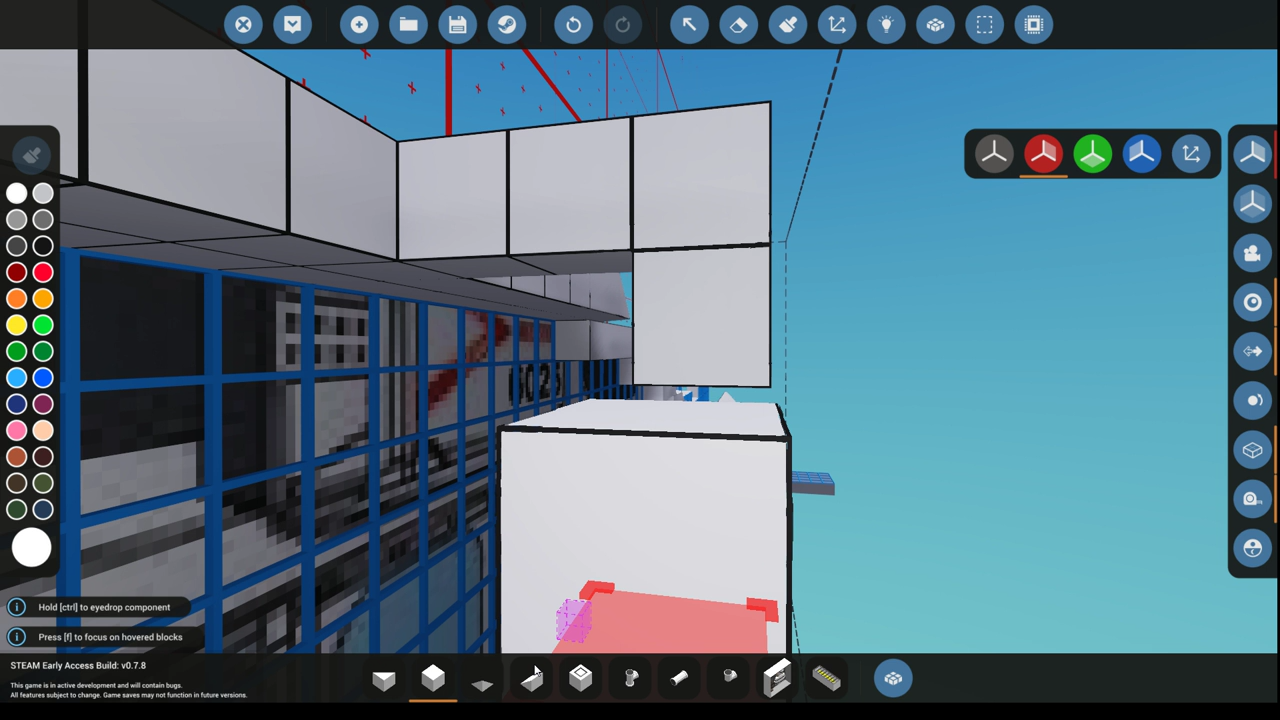 Hold [ctrl] to eyedrop component
Press [f] to focus on hovered blocks
STEAM Early Access Build: v0.7.8
This game is in active development and will contain bugs.
All features subject to change. Game saves may not function in future versions.